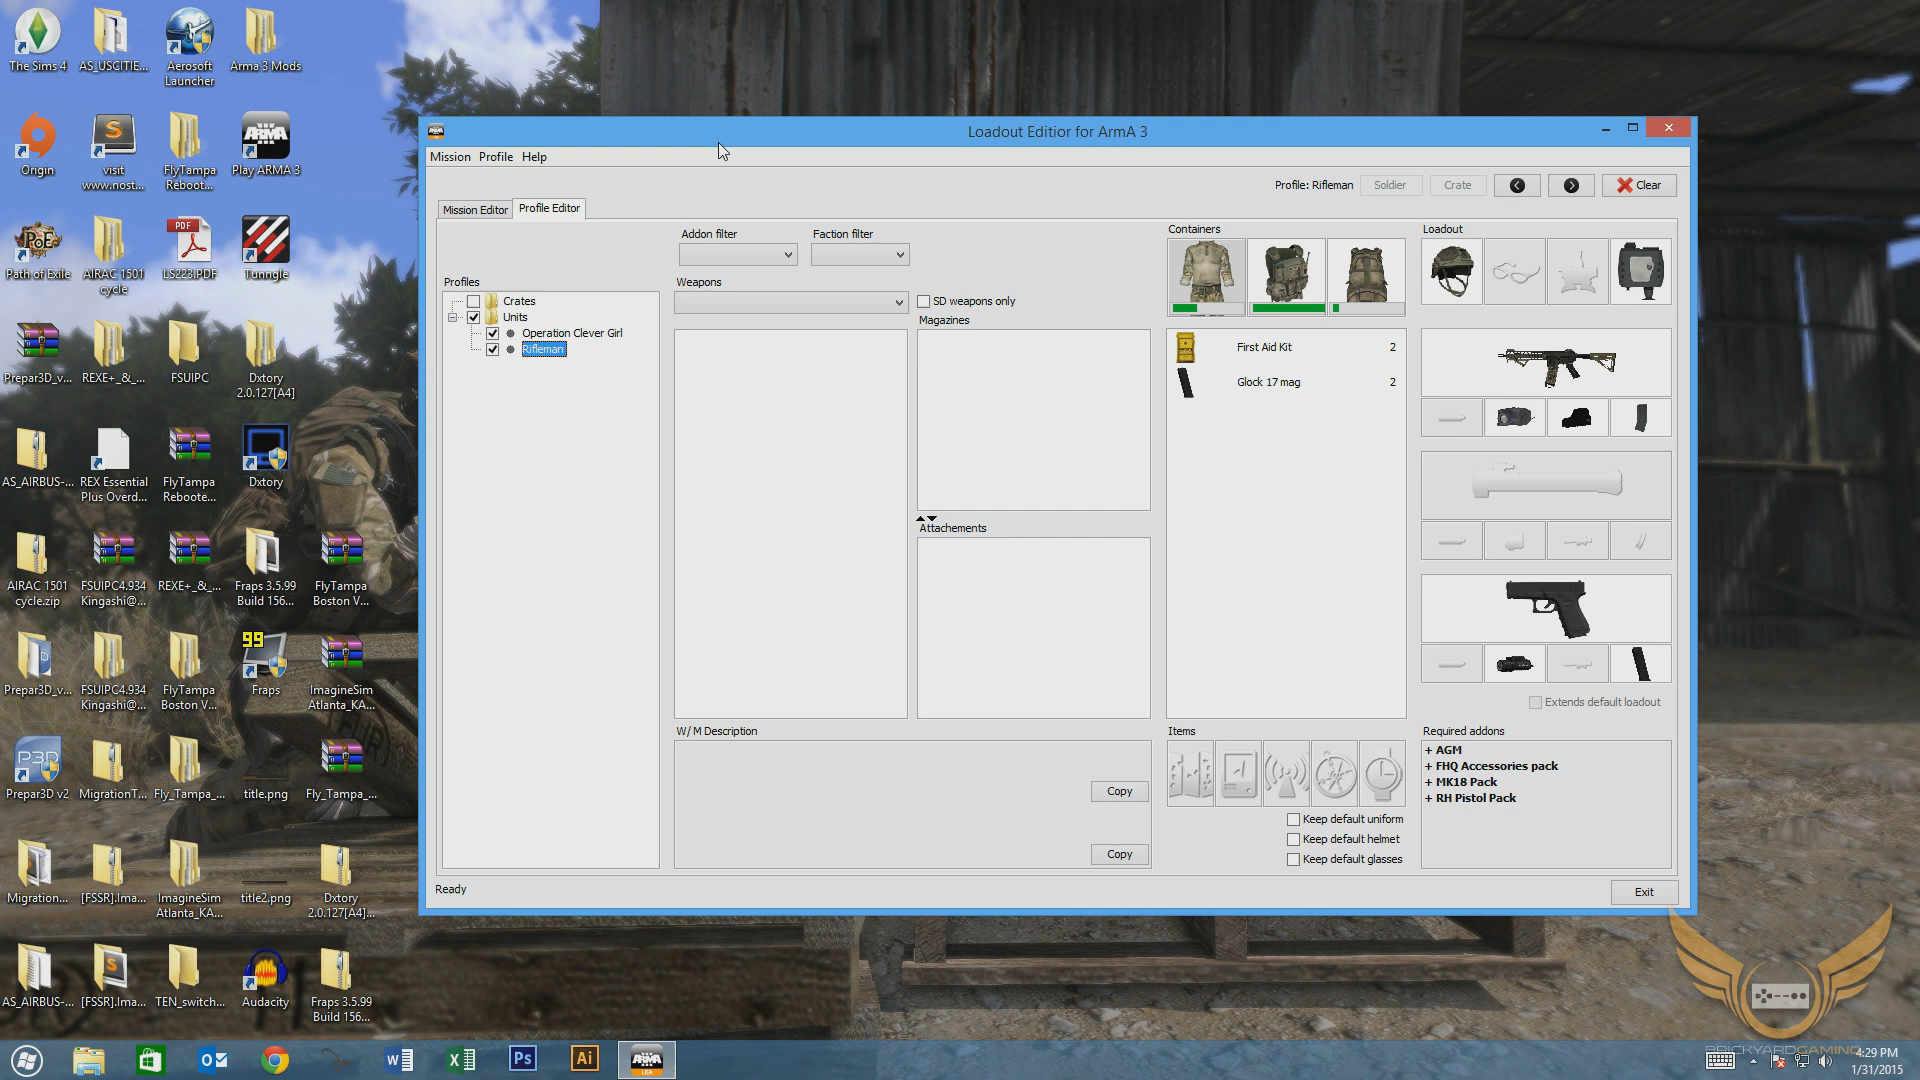 The Sims 4
AS_USCITIE...
Aerosoft
Launcher
Arma 3 Mods
Origin
visit
www.nost...
FlyTampa
Reboot...
Play ARMA 3
Path of Exile
AIRAC 1501
cycle
LS223.PDF
Tunngle
Prepar3D_v...
REXE+_&_...
FSUIPC
Dxtory
2.0.127[A4]
AS_AIRBUS-...
REX Essential
Plus Overd...
FlyTampa
Reboote...
Dxtory
AIRAC 1501
cycle.zip
FSUIPC4.934
Kingashi@...
REXE+_&_...
Fraps 3.5.99
Build 156...
FlyTampa
Boston V...
Prepar3D_v...
FSUIPC4.934
Kingashi@...
FlyTampa
Boston V...
99
Fraps
ImagineSim
Atlanta_KA...
P3D
Prepar3D v2
MigrationT...
Fly_Tampa_...
title.png
Fly_Tampa_...
Migration...
[FSSR].Ima...
ImagineSim
Atlanta_KA...
title2.png
Dxtory
2.0.127[A4]...
AS_AIRBUS-...
[FSSR].Ima...
TEN_switch...
Audacity
Fraps 3.5.99
Build 156...
Loadout Editior for ArmA 3
Mission Profile Help
Profile: Rifleman
Soldier
Crate
Clear
Mission Editor
Profile Editor
Addon filter
Faction filter
Containers
Loadout
Profiles
Weapons
Crates
Units
Operation Clever Girl
Rifleman
SD weapons only
Magazines
First Aid Kit 2
Glock 17 mag 2
Attachements
Extends default loadout
W/ M Description
Items
Required addons
+ AGM
+ FHQ Accessories pack
+ MK18 Pack
+ RH Pistol Pack
Copy
Copy
Keep default uniform
Keep default helmet
Keep default glasses
Ready
Exit
BRICKYARDGAMING
4:29 PM
1/31/2015